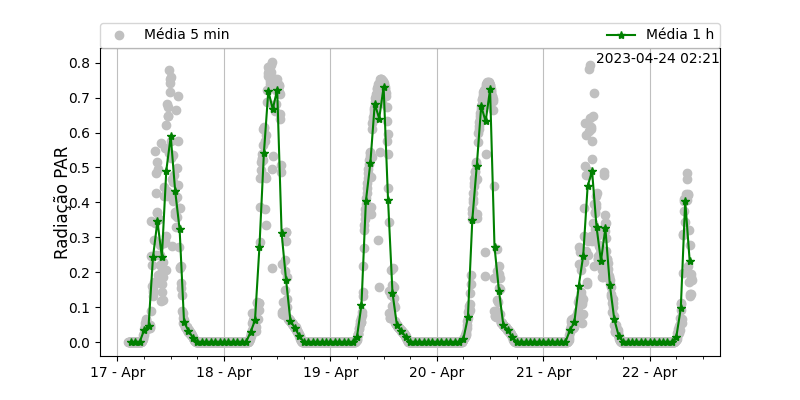 Média 5 min
Média 1 h
2023-04-24 02:21
Radiação PAR
0.8
0.7
0.6
0.5
0.4
0.3
0.2
0.1
0.0
17 - Apr
18 - Apr
19 - Apr
20 - Apr
21 - Apr
22 - Apr